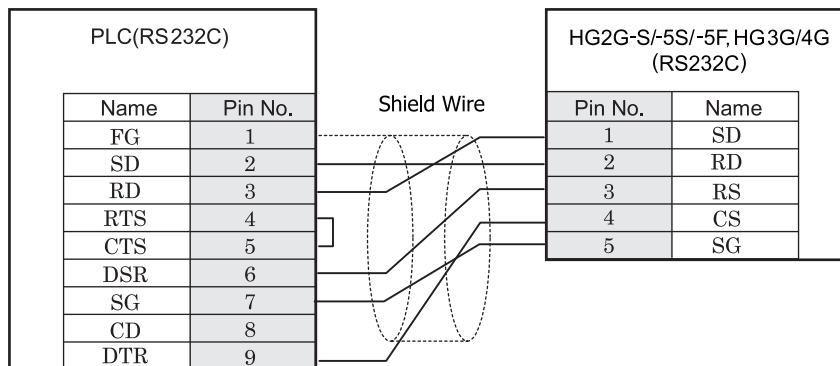 PLC(RS232C)
HG2G-S/-5S/-5F, HG3G/4G
(RS232C)
Shield Wire
Name Pin No.
FG 1
SD 2
RD 3
RTS 4
CTS 5
DSR 6
SG 7
CD 8
DTR 9
Pin No. Name
1 SD
2 RD
3 RS
4 CS
5 SG